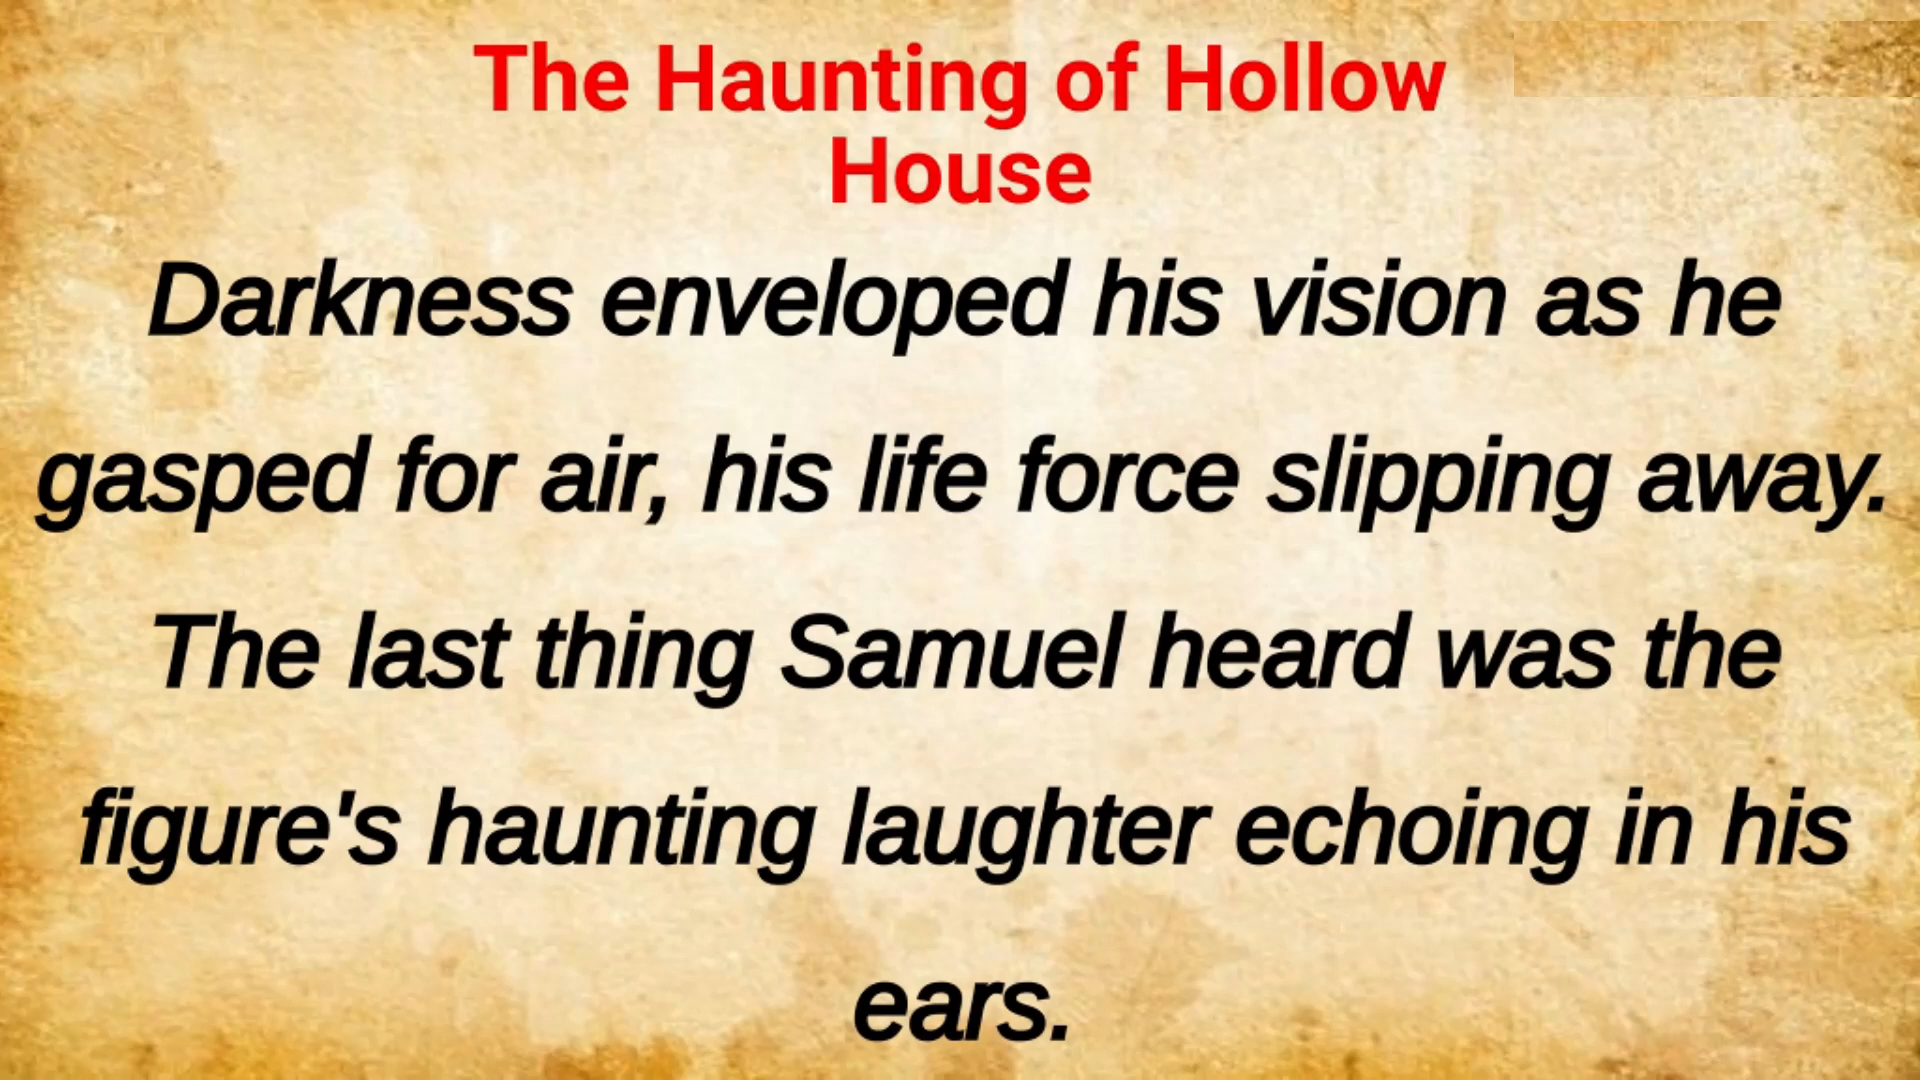 The Haunting of Hollow
House
Darkness enveloped his vision as he
gasped for air, his life force slipping away.
The last thing Samuel heard was the
figure's haunting laughter echoing in his
ears.